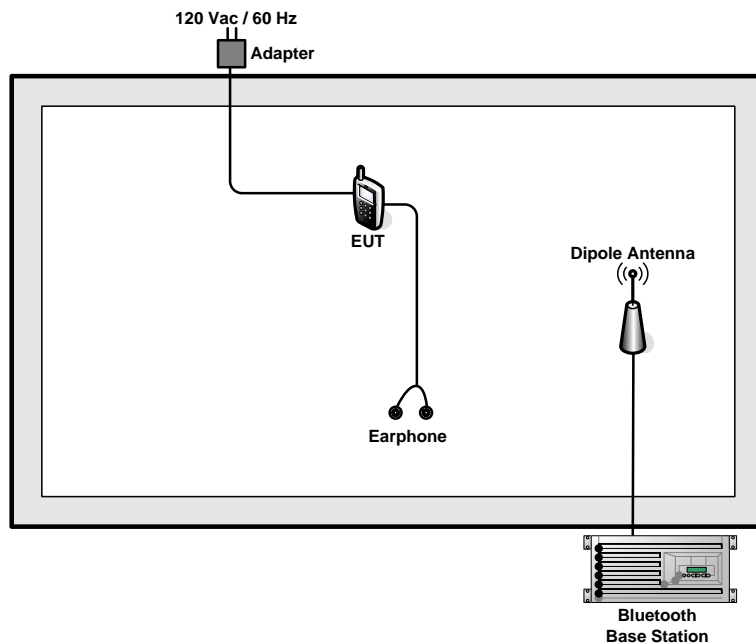 120 Vac / 60 Hz
Adapter
EUT
Dipole Antenna
Earphone
Bluetooth
Base Station